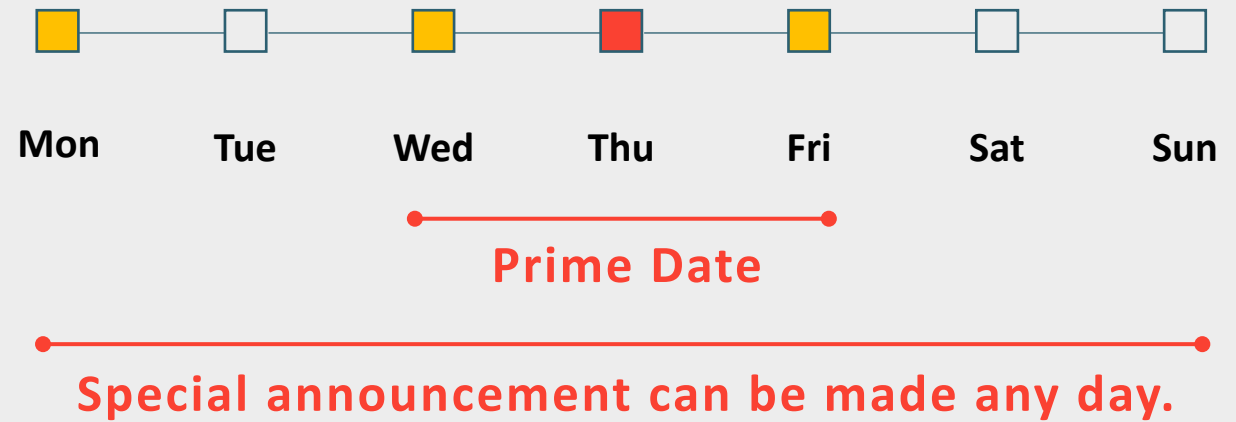 Mon Tue Wed Thu Fri Sat Sun
Prime Date
Special announcement can be made any day.